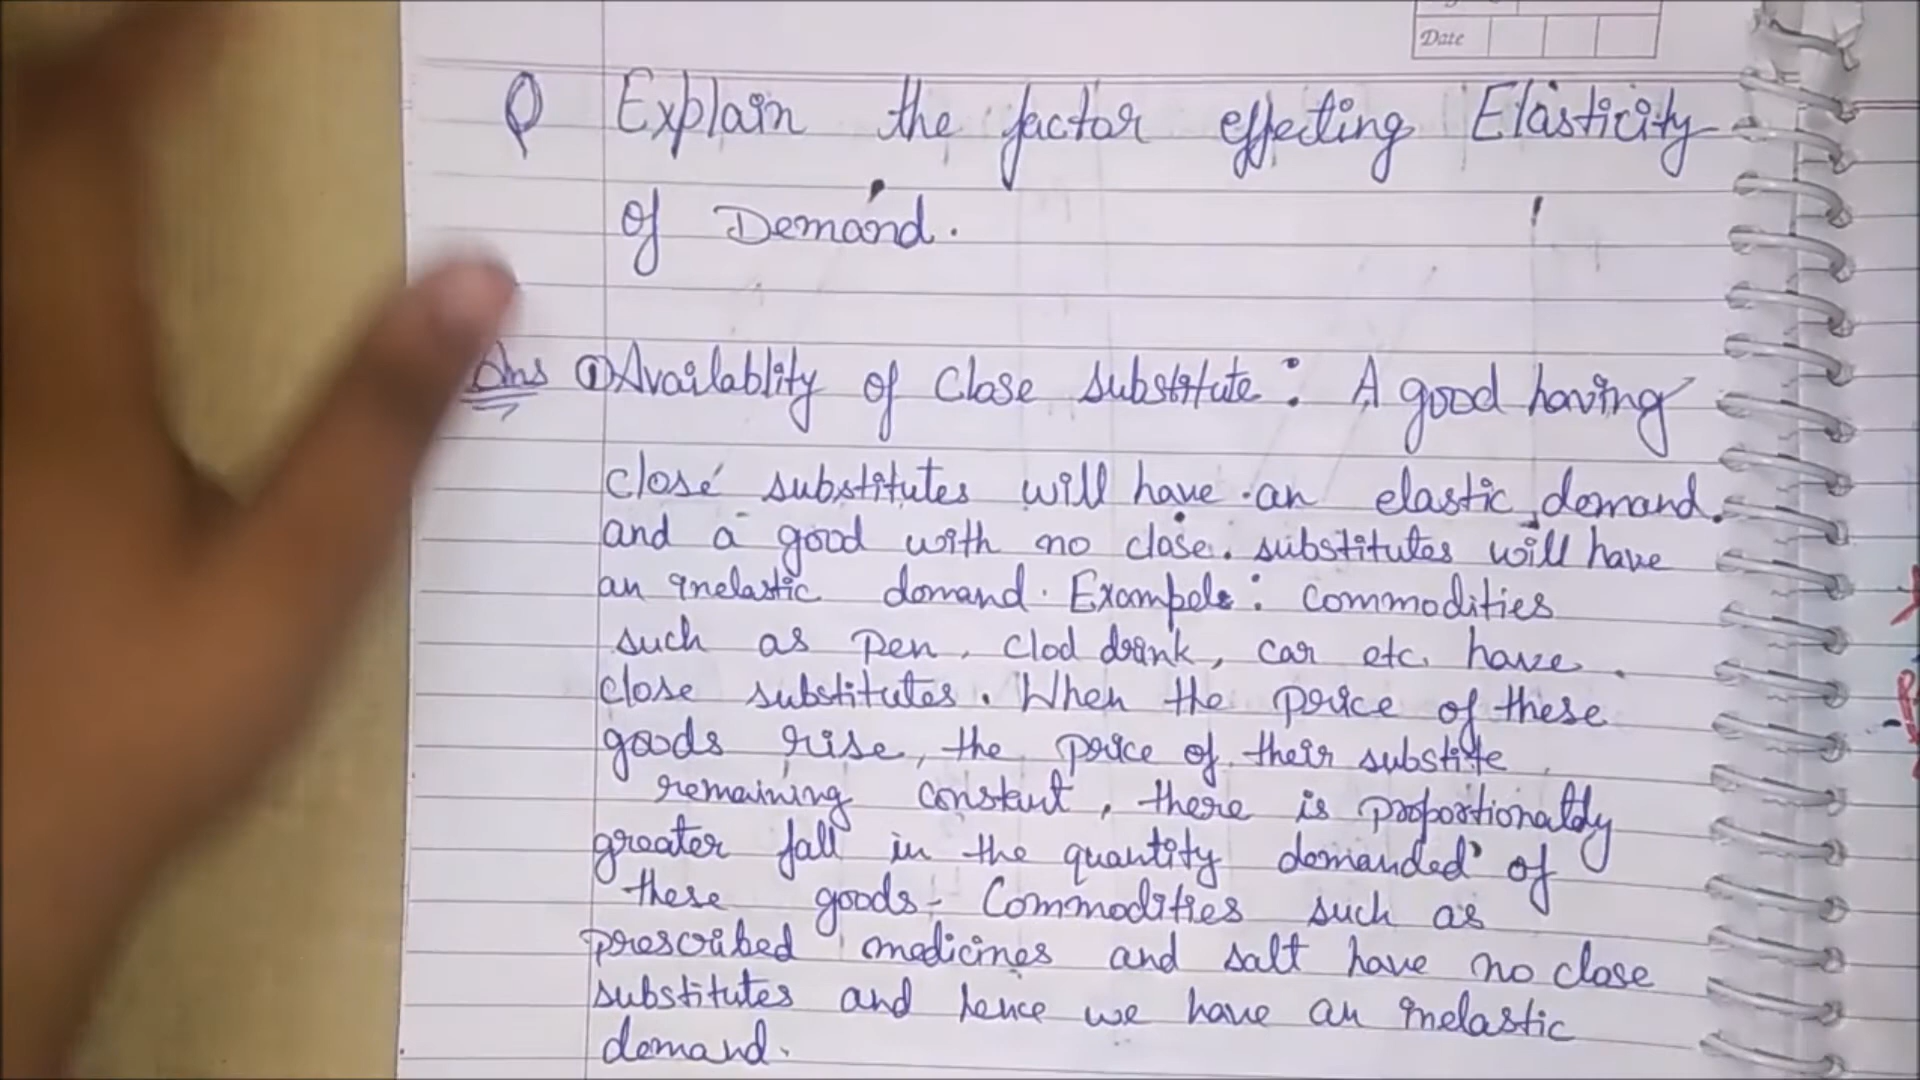 Date
Q Explain the factor effecting Elasticity
of Demand.
Ans ① Availablity of Close substitute : A good having
close substitutes will have an elastic demand.
and a good with no close substitutes will have
an inelastic demand. Exampele : Commodities
such as Pen, Clod drink, car etc. have
close substitutes. When the price of these
goods rise, the price of their substite
remaining constant, there is proportionaldy
greater fall in the quantity demanded of
these goods- Commodities such as
prescribed medicines and salt have no close
substitutes and hence we have an inelastic
demand.